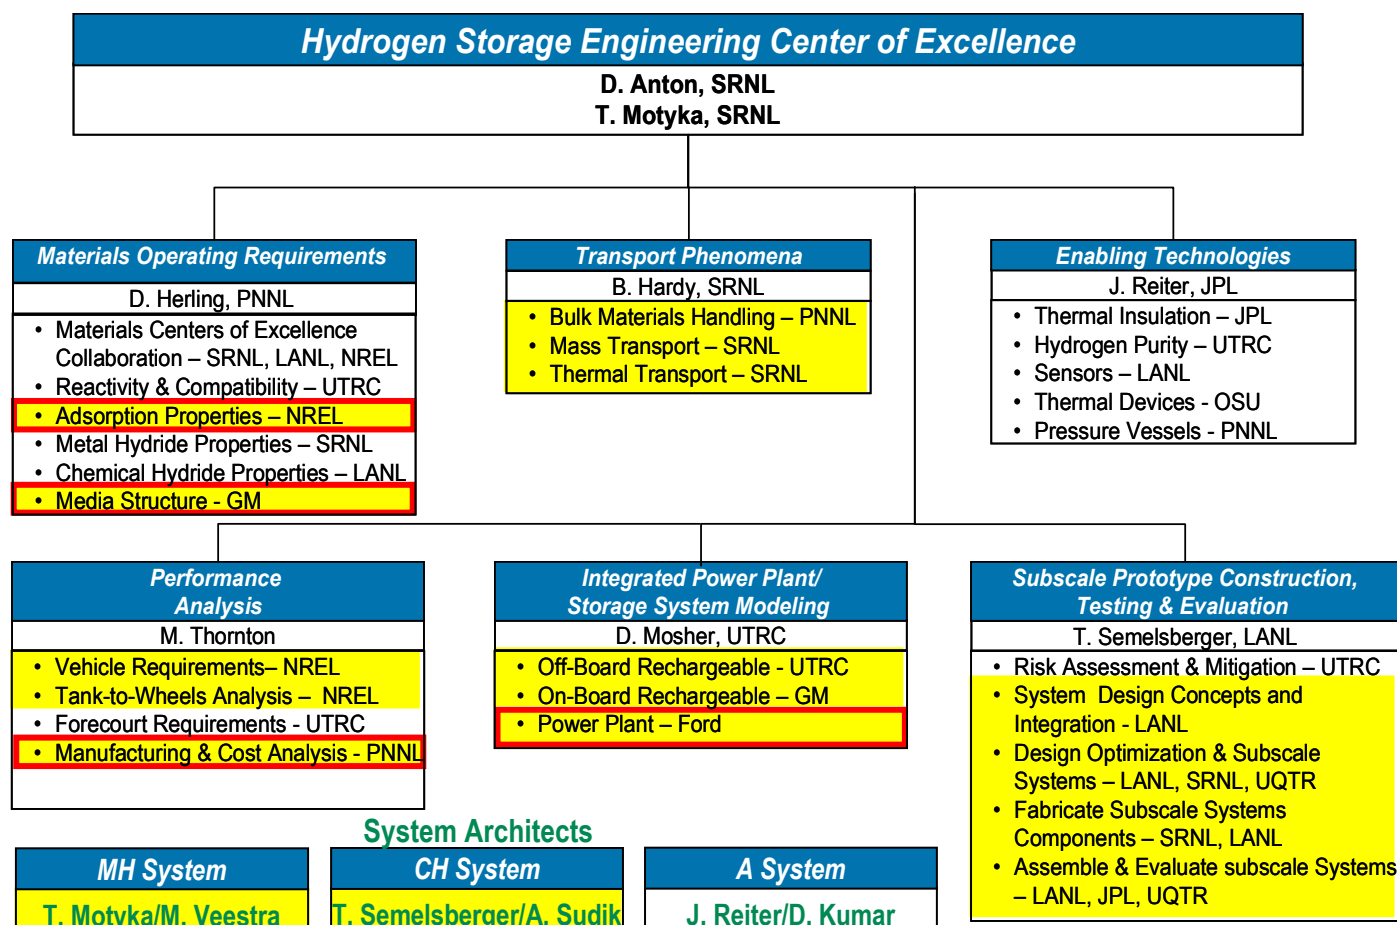 Hydrogen Storage Engineering Center of Excellence
D. Anton, SRNL
T. Motyka, SRNL
Materials Operating Requirements
D. Herling, PNNL
• Materials Centers of Excellence
Collaboration – SRNL, LANL, NREL
• Reactivity & Compatibility – UTRC
• Adsorption Properties – NREL
• Metal Hydride Properties – SRNL
• Chemical Hydride Properties – LANL
• Media Structure - GM
Transport Phenomena
B. Hardy, SRNL
• Bulk Materials Handling – PNNL
• Mass Transport – SRNL
• Thermal Transport – SRNL
Enabling Technologies
J. Reiter, JPL
• Thermal Insulation – JPL
• Hydrogen Purity – UTRC
• Sensors – LANL
• Thermal Devices - OSU
• Pressure Vessels - PNNL
Performance
Analysis
M. Thornton
• Vehicle Requirements– NREL
• Tank-to-Wheels Analysis – NREL
• Forecourt Requirements - UTRC
• Manufacturing & Cost Analysis - PNNL
Integrated Power Plant/
Storage System Modeling
D. Mosher, UTRC
• Off-Board Rechargeable - UTRC
• On-Board Rechargeable – GM
• Power Plant – Ford
Subscale Prototype Construction,
Testing & Evaluation
T. Semelsberger, LANL
• Risk Assessment & Mitigation – UTRC
• System Design Concepts and
Integration - LANL
• Design Optimization & Subscale
Systems – LANL, SRNL, UQTR
• Fabricate Subscale Systems
Components – SRNL, LANL
• Assemble & Evaluate subscale Systems
– LANL, JPL, UQTR
System Architects
MH System
T. Motyka/M. Veestra
CH System
T. Semelsberger/A. Sudik
A System
J. Reiter/D. Kumar